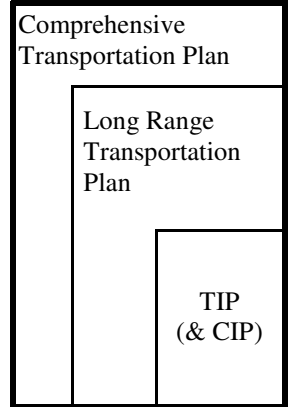 Comprehensive
Transportation Plan
Long Range
Transportation
Plan
TIP
(& CIP)